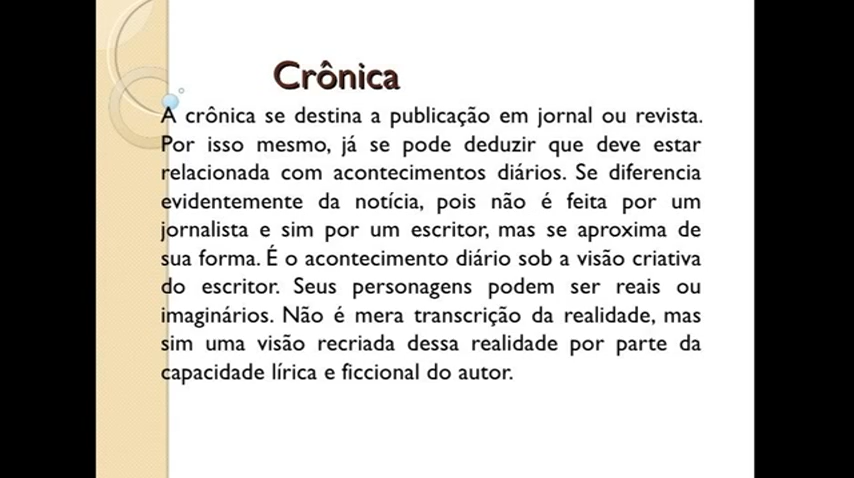 Crônica
A crônica se destina a publicação em jornal ou revista.
Por isso mesmo, já se pode deduzir que deve estar
relacionada com acontecimentos diários. Se diferencia
evidentemente da notícia, pois não é feita por um
jornalista e sim por um escritor, mas se aproxima de
sua forma. É o acontecimento diário sob a visão criativa
do escritor. Seus personagens podem ser reais ou
imaginários. Não é mera transcrição da realidade, mas
sim uma visão recriada dessa realidade por parte da
capacidade lírica e ficcional do autor.